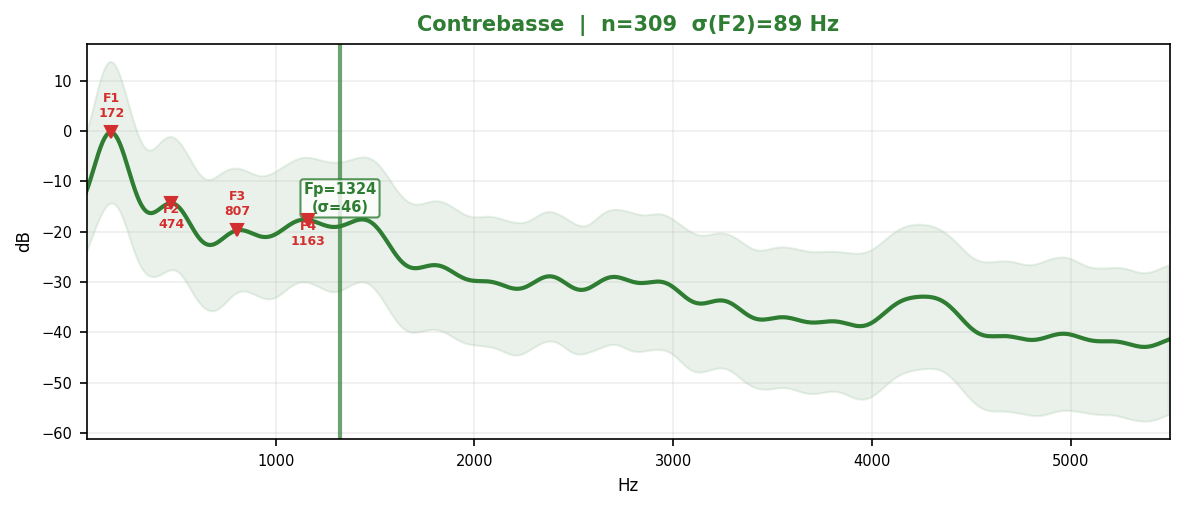 Contrebasse | n=309 σ(F2)=89 Hz
dB
10
0
−10
−20
−30
−40
−50
−60
F1
172
F2
474
F3
807
F4
1163
Fp=1324
(σ=46)
1000
2000
3000
4000
5000
Hz